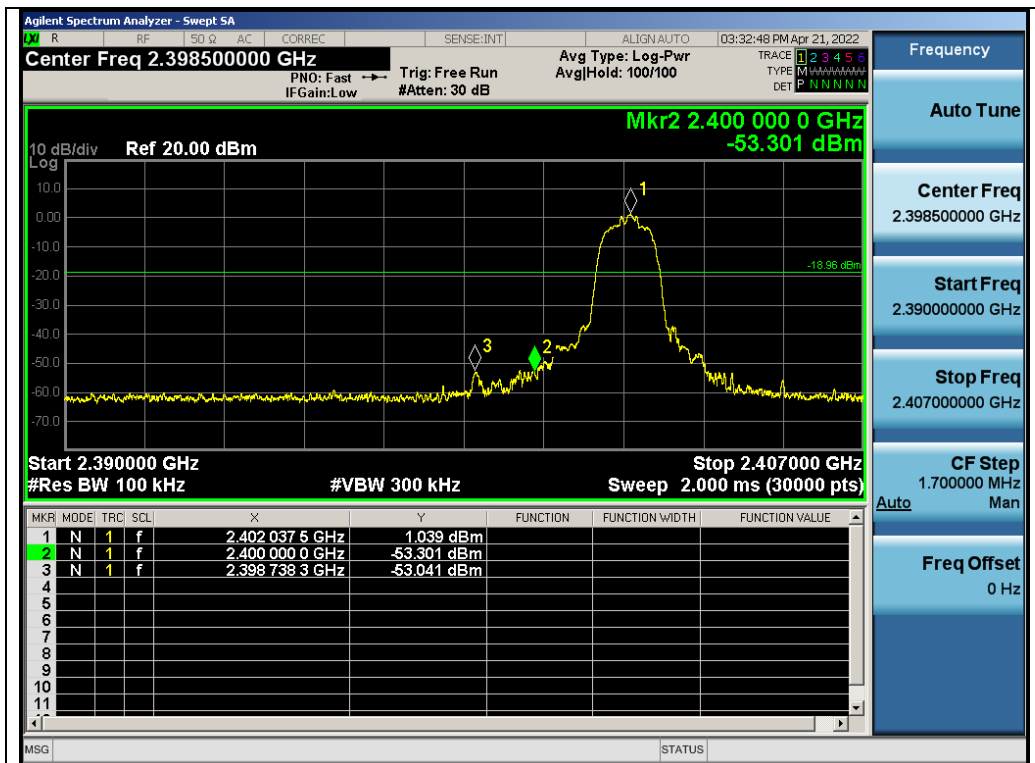 Agilent Spectrum Analyzer - Swept SA
LXI R RF 50 Ω AC CORREC SENSE:INT ALIGN AUTO 03:32:48 PM Apr 21, 2022
Center Freq 2.398500000 GHz
PNO: Fast
IFGain:Low
Trig: Free Run
#Atten: 30 dB
Avg Type: Log-Pwr
Avg|Hold: 100/100
TRACE 1 2 3 4 5 6
TYPE M WWWWW
DET P N N N N N
Mkr2 2.400 000 0 GHz
-53.301 dBm
10 dB/div Ref 20.00 dBm
Log
10.0
0.00
-10.0
-20.0
-30.0
-40.0
-50.0
-60.0
-70.0
1
-18.96 dBm
3
2
Start 2.390000 GHz Stop 2.407000 GHz
#Res BW 100 kHz #VBW 300 kHz Sweep 2.000 ms (30000 pts)
MKR MODE TRC SCL X Y FUNCTION FUNCTION WIDTH FUNCTION VALUE
1 N 1 f 2.402 037 5 GHz 1.039 dBm
2 N 1 f 2.400 000 0 GHz -53.301 dBm
3 N 1 f 2.398 738 3 GHz -53.041 dBm
4
5
6
7
8
9
10
11
MSG STATUS
Frequency
Auto Tune
Center Freq
2.398500000 GHz
Start Freq
2.390000000 GHz
Stop Freq
2.407000000 GHz
CF Step
1.700000 MHz
Auto Man
Freq Offset
0 Hz